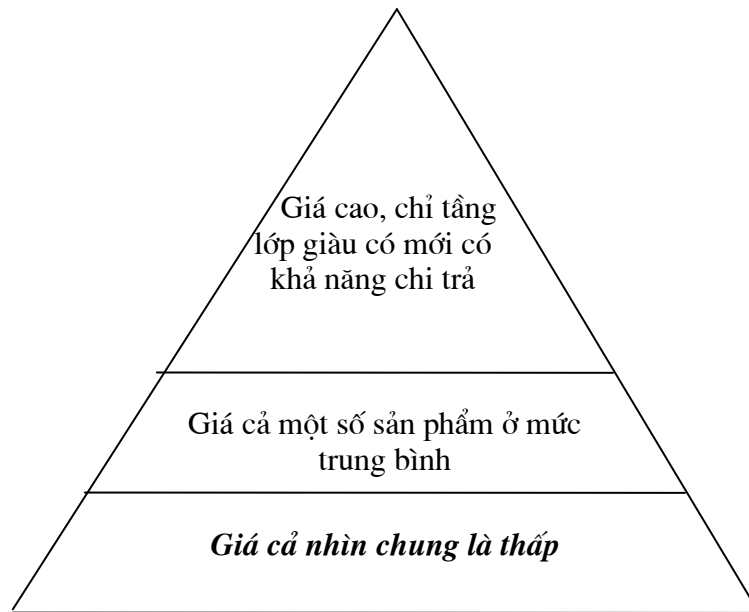 Giá cao, chỉ tầng
lớp giàu có mới có
khả năng chi trả
Giá cả một số sản phẩm ở mức
trung bình
Giá cả nhìn chung là thấp